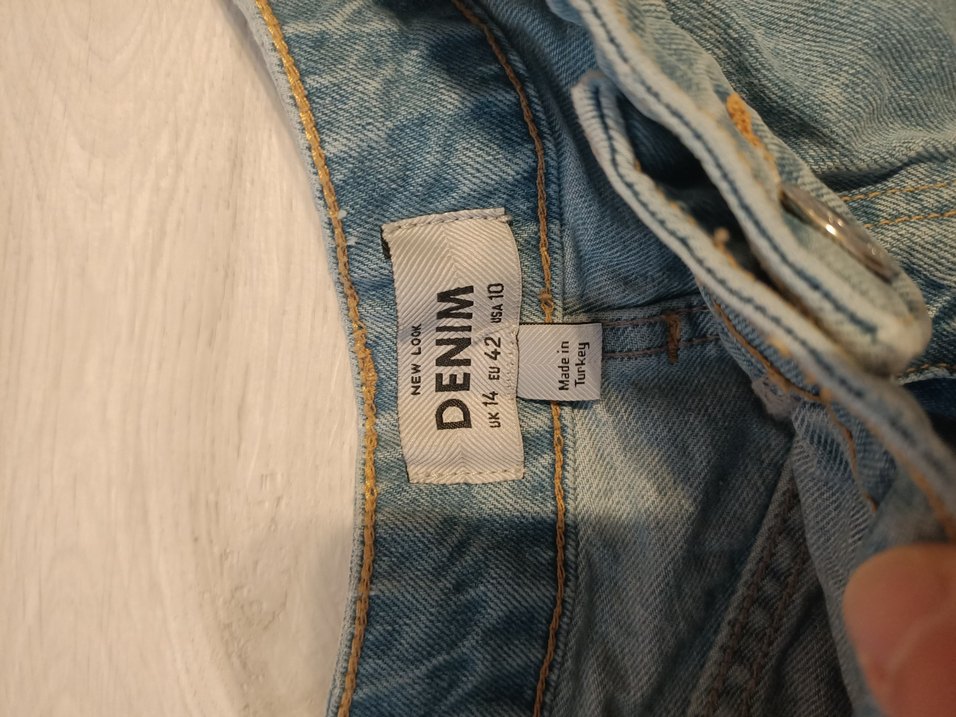 NEW LOOK
DENIM
UK 14 EU 42 USA 10
Made in
Turkey